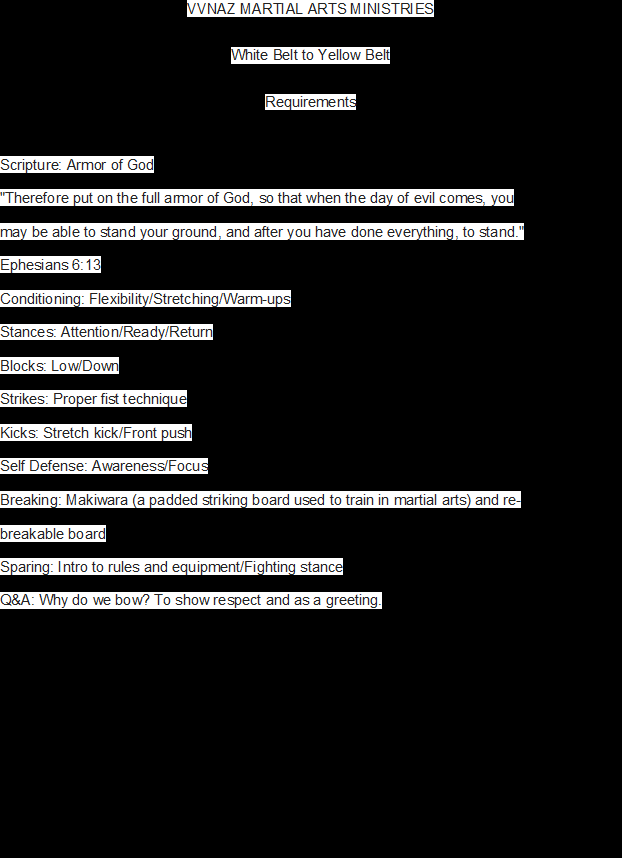 VVNAZ MARTIAL ARTS MINISTRIES
White Belt to Yellow Belt
Requirements
Scripture: Armor of God
"Therefore put on the full armor of God, so that when the day of evil comes, you
may be able to stand your ground, and after you have done everything, to stand."
Ephesians 6:13
Conditioning: Flexibility/Stretching/Warm-ups
Stances: Attention/Ready/Return
Blocks: Low/Down
Strikes: Proper fist technique
Kicks: Stretch kick/Front push
Self Defense: Awareness/Focus
Breaking: Makiwara (a padded striking board used to train in martial arts) and re-
breakable board
Sparing: Intro to rules and equipment/Fighting stance
Q&A: Why do we bow? To show respect and as a greeting.